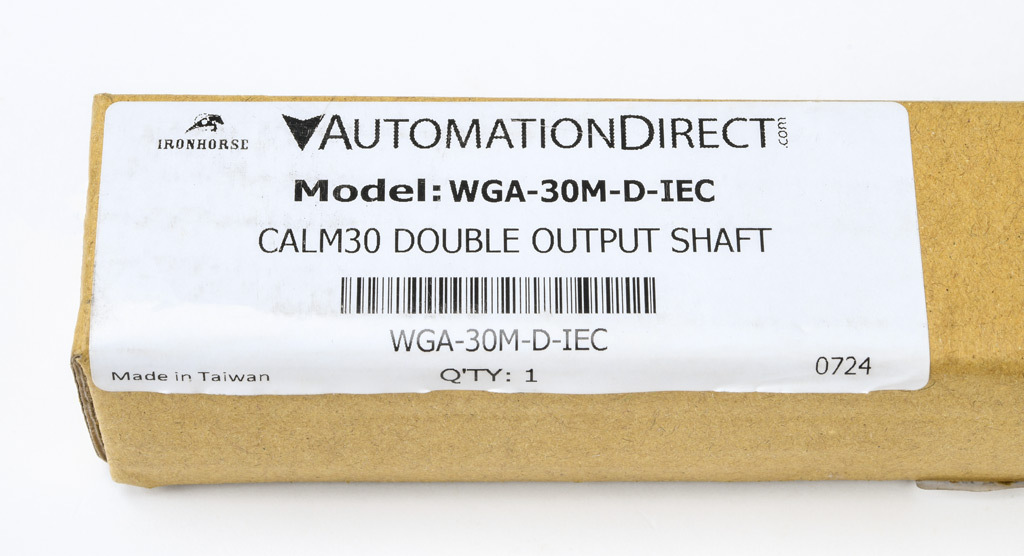 IRONHORSE
AUTOMATIONDIRECT.com
Model: WGA-30M-D-IEC
CALM30 DOUBLE OUTPUT SHAFT
WGA-30M-D-IEC
Made in Taiwan
Q'TY: 1
0724